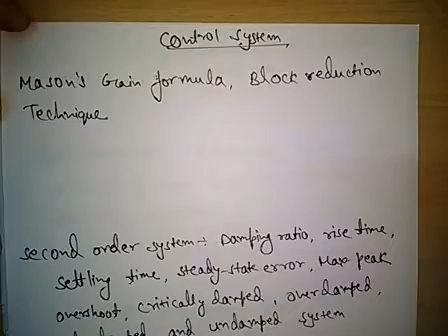 Control System
Mason's Gain formula, Block reduction
Technique
Second order system ÷ Damping ratio, rise time,
settling time, steady-state error, Max peak
overshoot, critically damped, overdamped,
and undamped system